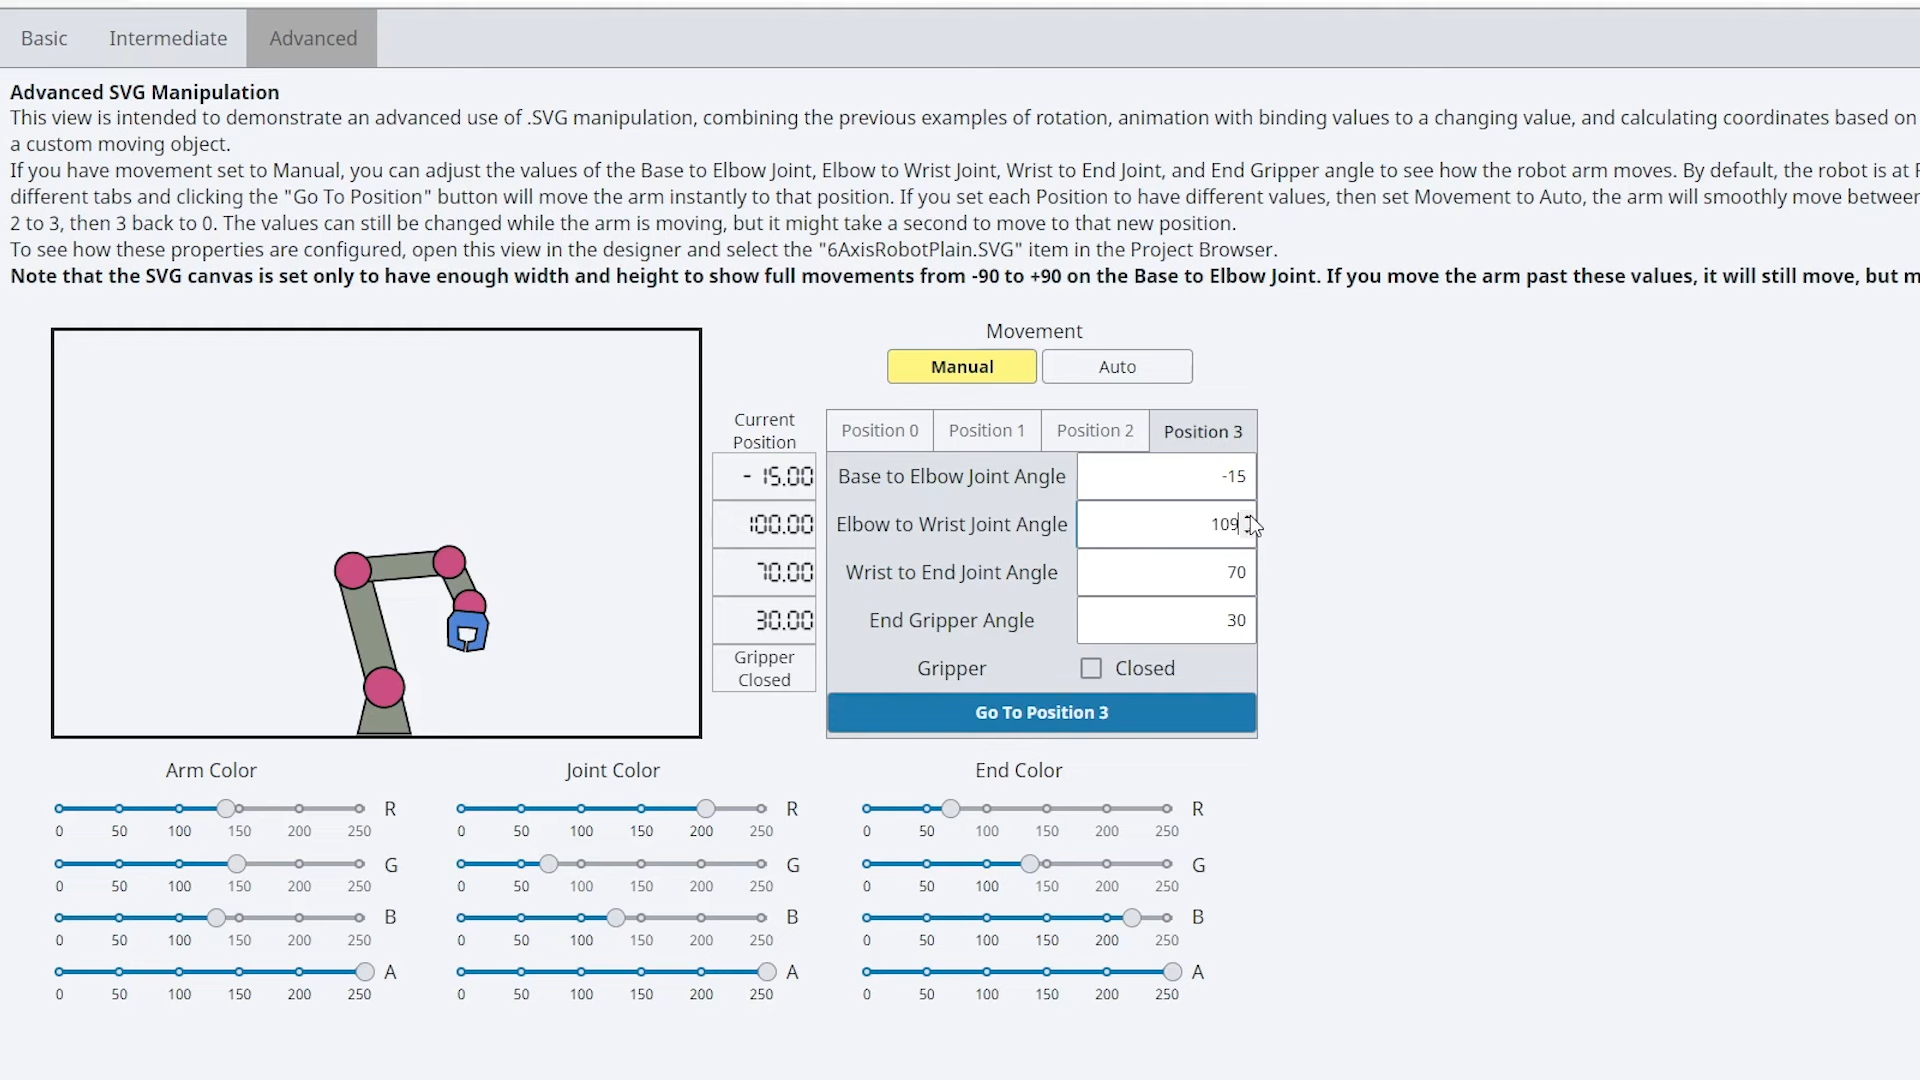 Basic Intermediate Advanced
Advanced SVG Manipulation
This view is intended to demonstrate an advanced use of .SVG manipulation, combining the previous examples of rotation, animation with binding values to a changing value, and calculating coordinates based on
a custom moving object.
If you have movement set to Manual, you can adjust the values of the Base to Elbow Joint, Elbow to Wrist Joint, Wrist to End Joint, and End Gripper angle to see how the robot arm moves. By default, the robot is at
different tabs and clicking the "Go To Position" button will move the arm instantly to that position. If you set each Position to have different values, then set Movement to Auto, the arm will smoothly move between
2 to 3, then 3 back to 0. The values can still be changed while the arm is moving, but it might take a second to move to that new position.
To see how these properties are configured, open this view in the designer and select the "6AxisRobotPlain.SVG" item in the Project Browser.
Note that the SVG canvas is set only to have enough width and height to show full movements from -90 to +90 on the Base to Elbow Joint. If you move the arm past these values, it will still move, but
Movement
Manual Auto
Current
Position
Position 0 Position 1 Position 2 Position 3
-15.00 Base to Elbow Joint Angle -15
100.00 Elbow to Wrist Joint Angle 109
70.00 Wrist to End Joint Angle 70
30.00 End Gripper Angle 30
Gripper
Closed
Gripper Closed
Go To Position 3
Arm Color Joint Color End Color
R R R
0 50 100 150 200 250 0 50 100 150 200 250 0 50 100 150 200 250
G G G
0 50 100 150 200 250 0 50 100 150 200 250 0 50 100 150 200 250
B B B
0 50 100 150 200 250 0 50 100 150 200 250 0 50 100 150 200 250
A A A
0 50 100 150 200 250 0 50 100 150 200 250 0 50 100 150 200 250